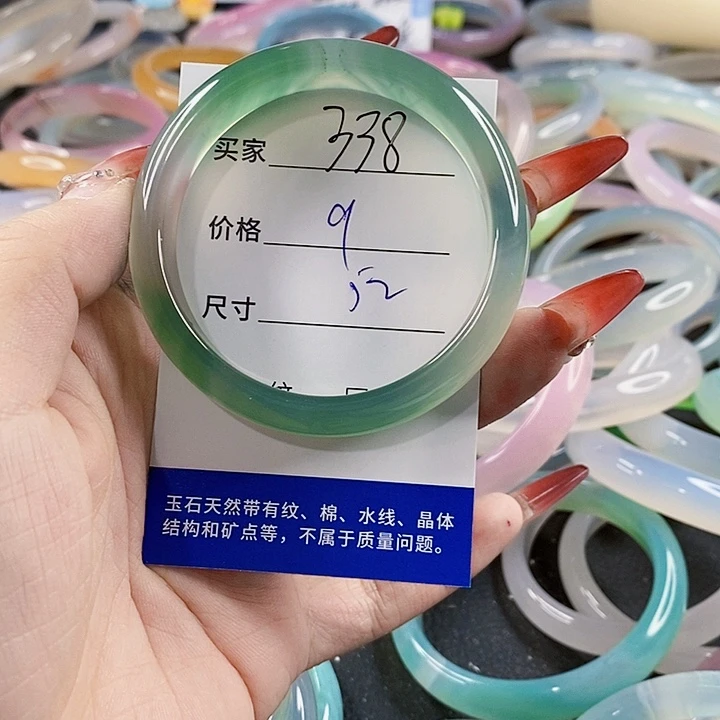 买家 338
价格 9
尺寸 52
玉石天然带有纹、棉、水线、晶体
结构和矿点等，不属于质量问题。